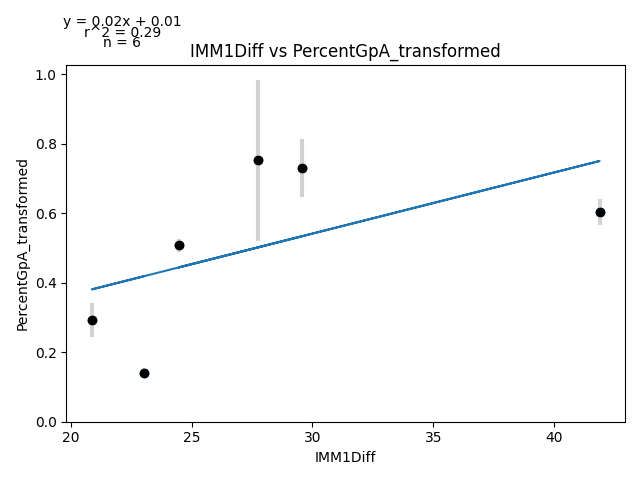 y = 0.02x + 0.01
r^2 = 0.29
n = 6
IMM1Diff vs PercentGpA_transformed
PercentGpA_transformed
1.0
0.8
0.6
0.4
0.2
0.0
20 25 30 35 40
IMM1Diff